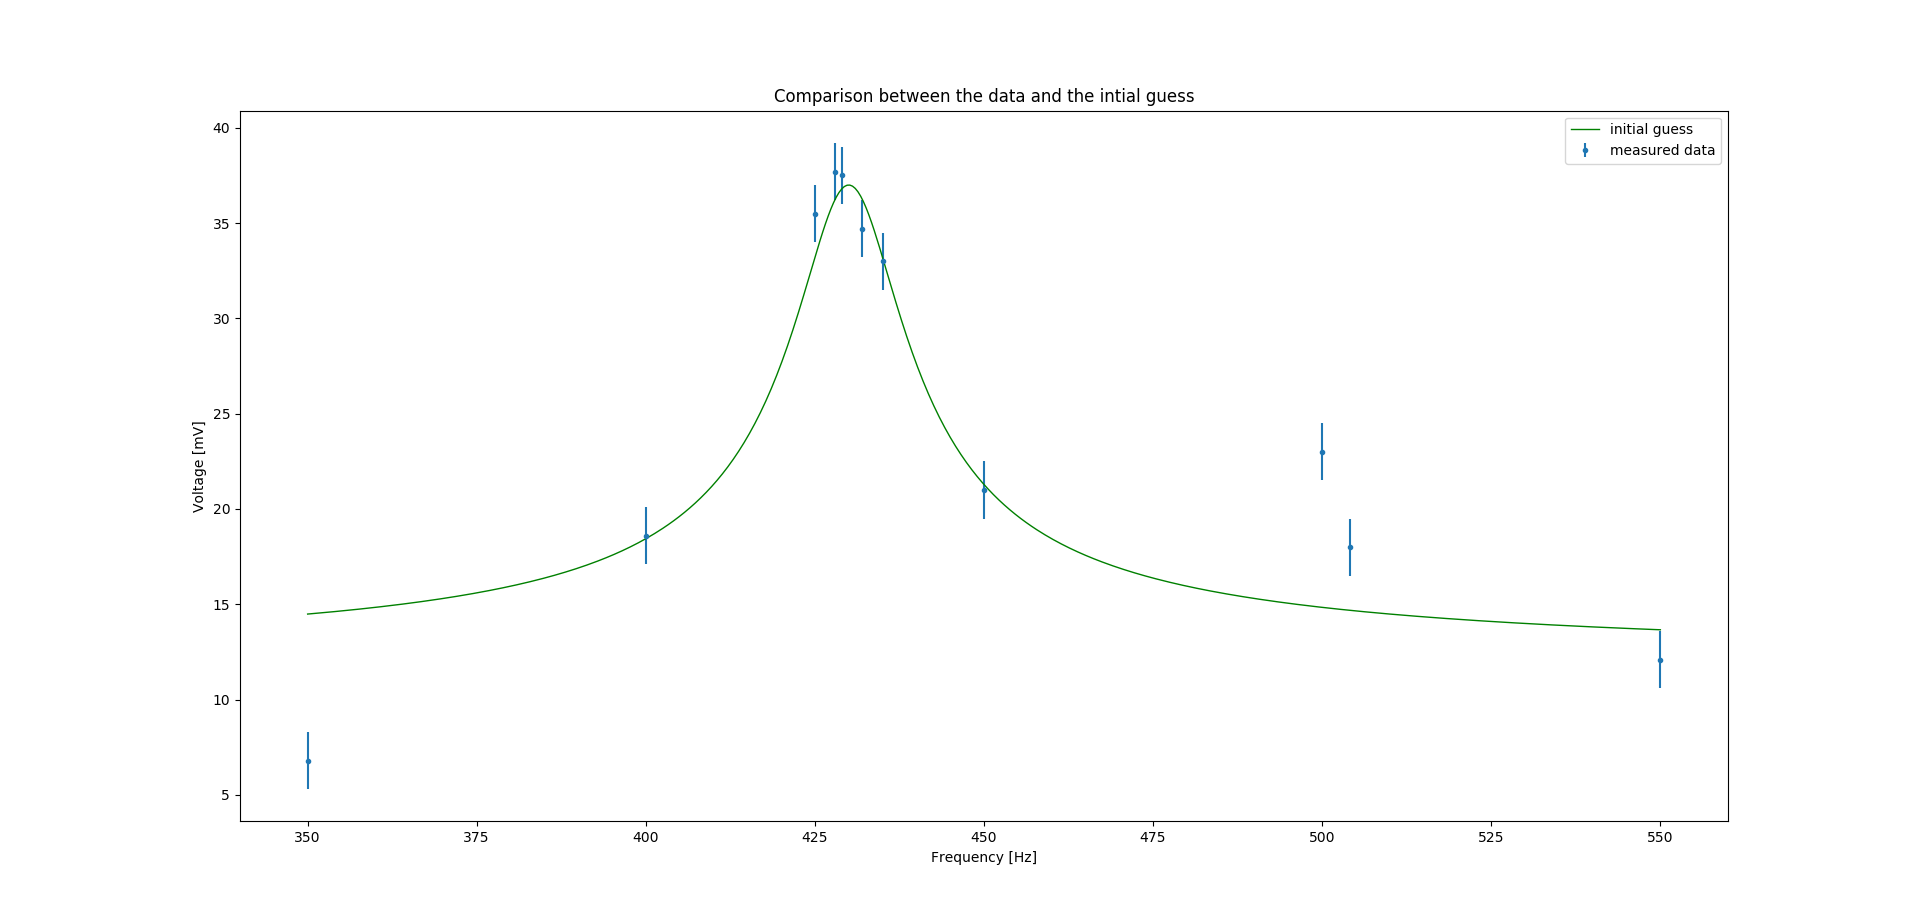 Comparison between the data and the intial guess
initial guess
measured data
40
35
30
25
20
15
10
5
Voltage [mV]
350 375 400 425 450 475 500 525 550
Frequency [Hz]